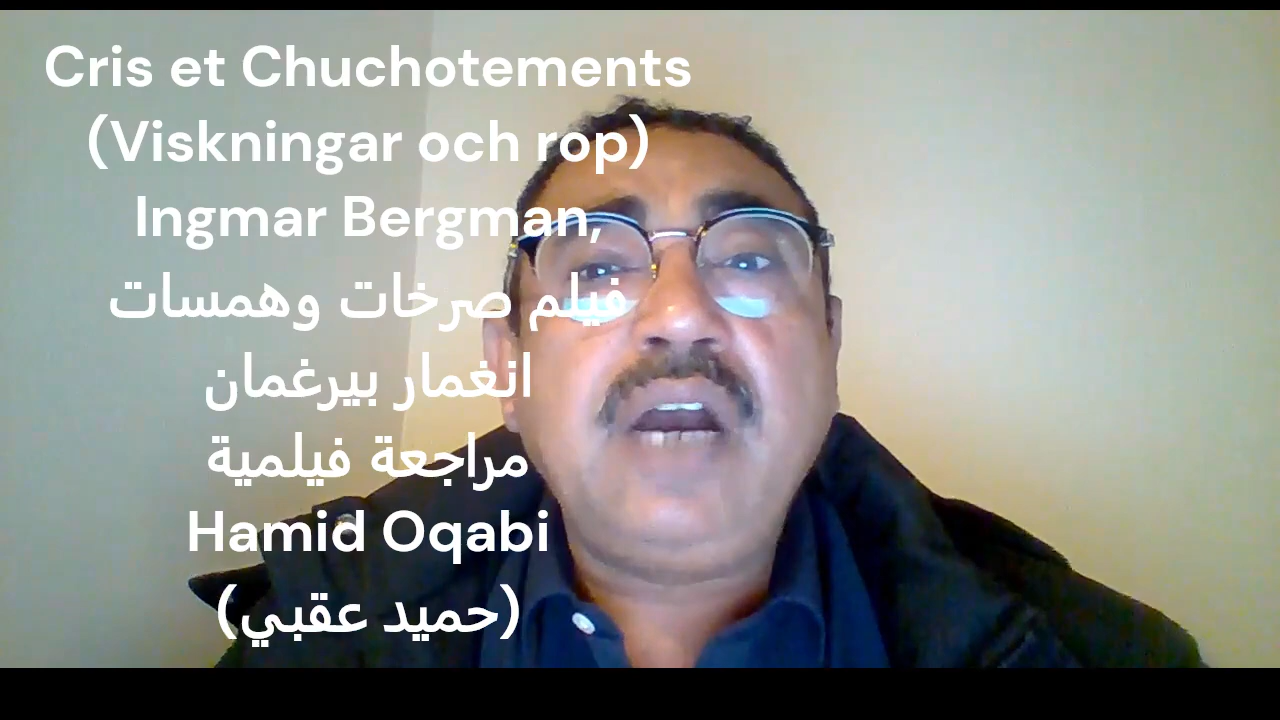 Cris et Chuchotements
(Viskningar och rop)
Ingmar Bergman,
فيلم صرخات وهمسات
انغمار بيرغمان
مراجعة فيلمية
Hamid Oqabi
(حميد عقبي)